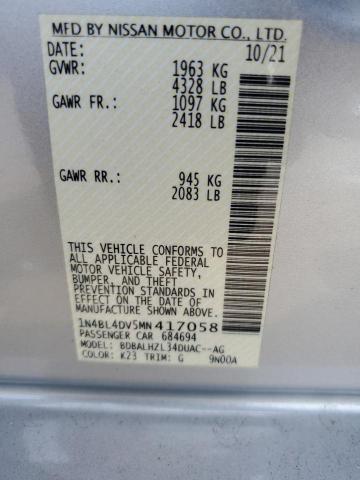 MFD BY NISSAN MOTOR CO., LTD.
DATE: 10/21
GVWR: 1963 KG
4328 LB
GAWR FR.: 1097 KG
2418 LB
GAWR RR.: 945 KG
2083 LB
THIS VEHICLE CONFORMS TO
ALL APPLICABLE FEDERAL
MOTOR VEHICLE SAFETY,
BUMPER, AND THEFT
PREVENTION STANDARDS IN
EFFECT ON THE DATE OF
MANUFACTURE SHOWN ABOVE.
1N4BL4DV5MN417058
PASSENGER CAR 684694
MODEL: BDBALHZL34DUAC--AG
COLOR: K23 TRIM: G 9N00A